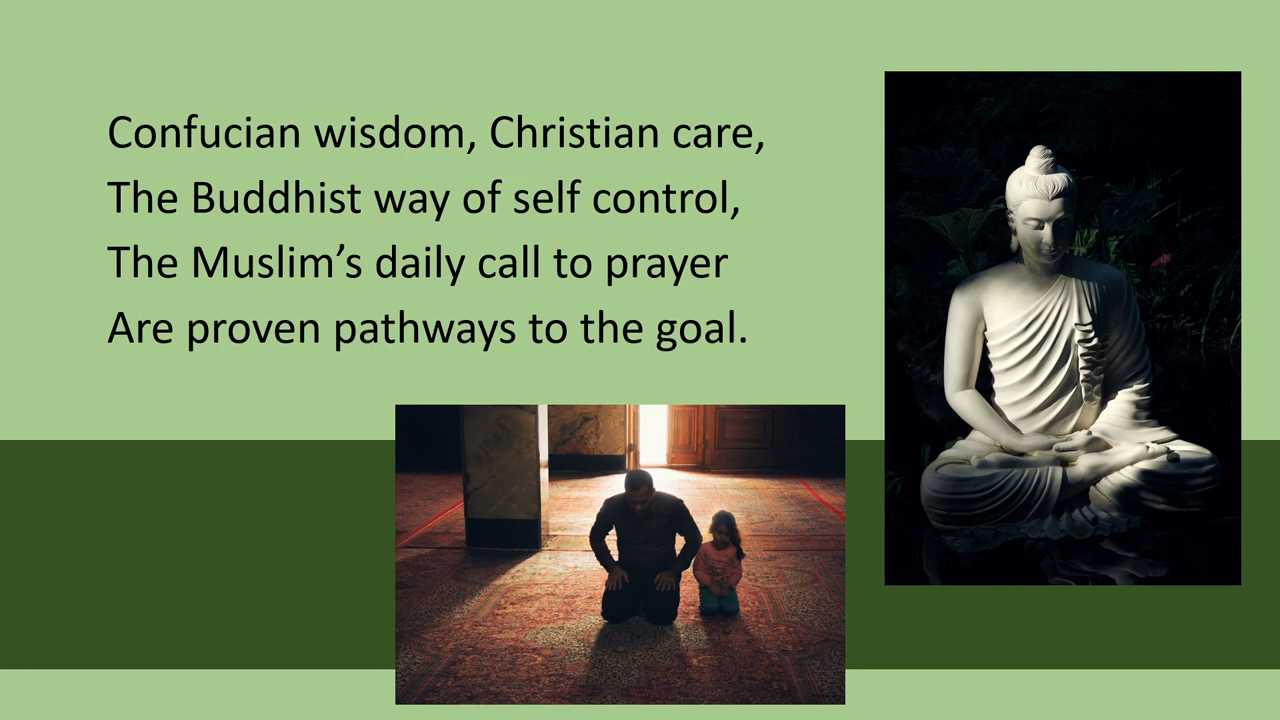 Confucian wisdom, Christian care,
The Buddhist way of self control,
The Muslim’s daily call to prayer
Are proven pathways to the goal.